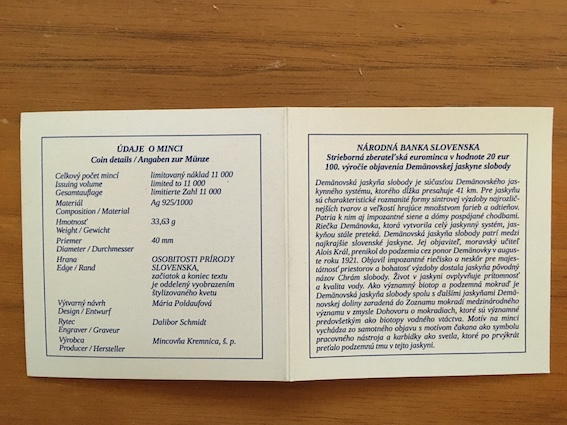 ÚDAJE O MINCI
Coin details / Angaben zur Münze
Celkový počet mincí limitovaný náklad 11 000
Issuing volume limited to 11 000
Gesamtauflage limitierte Zahl 11 000
Materiál Ag 925/1000
Composition / Material
Hmotnosť 33,63 g
Weight / Gewicht
Priemer 40 mm
Diameter / Durchmesser
Hrana OSOBITOSTI PRÍRODY
Edge / Rand SLOVENSKA,
začiatok a koniec textu
je oddelený vyobrazením
štylizovaného kvetu
Výtvarný návrh Mária Poldaufová
Design / Entwurf
Rytec Dalibor Schmidt
Engraver / Graveur
Výrobca Mincovňa Kremnica, š. p.
Producer / Hersteller
NÁRODNÁ BANKA SLOVENSKA
Strieborná zberateľská eurominca v hodnote 20 eur
100. výročie objavenia Demänovskej jaskyne slobody
Demänovská jaskyňa slobody je súčasťou Demänovského jas-
kynného systému, ktorého dĺžka presahuje 41 km. Pre jaskyňu
sú charakteristické rozmanité formy sintrovej výzdoby najrozlič-
nejších tvarov a veľkostí hrajúce množstvom farieb a odtieňov.
Patria k nim aj impozantné siene a dómy pospájané chodbami.
Riečka Demänovka, ktorá vytvorila celý jaskynný systém, jas-
kyňou stále preteká. Demänovská jaskyňa slobody patrí medzi
najkrajšie slovenské jaskyne. Jej objaviteľ, moravský učiteľ
Alois Král, prenikol do podzemia cez ponor Demänovky v augus-
te roku 1921. Objavil impozantné riečisko a neskôr pre majes-
tátnosť priestorov a bohatosť výzdoby dostala jaskyňa pôvodný
názov Chrám slobody. Život v jaskyni ovplyvňuje prítomnosť
a kvalita vody. Ako významný biotop a podzemná mokraď je
Demänovská jaskyňa slobody spolu s ďalšími jaskyňami Demä-
novskej doliny zaradená do Zoznamu mokradí medzinárodného
významu v zmysle Dohovoru o mokradiach, ktoré sú významné
predovšetkým ako biotopy vodného vtáctva. Motív na minci
vychádza zo samotného objavu s motívom čakana ako symbolu
pracovného nástroja a karbidky ako svetla, ktoré po prvýkrát
preťalo podzemnú tmu v tejto jaskyni.